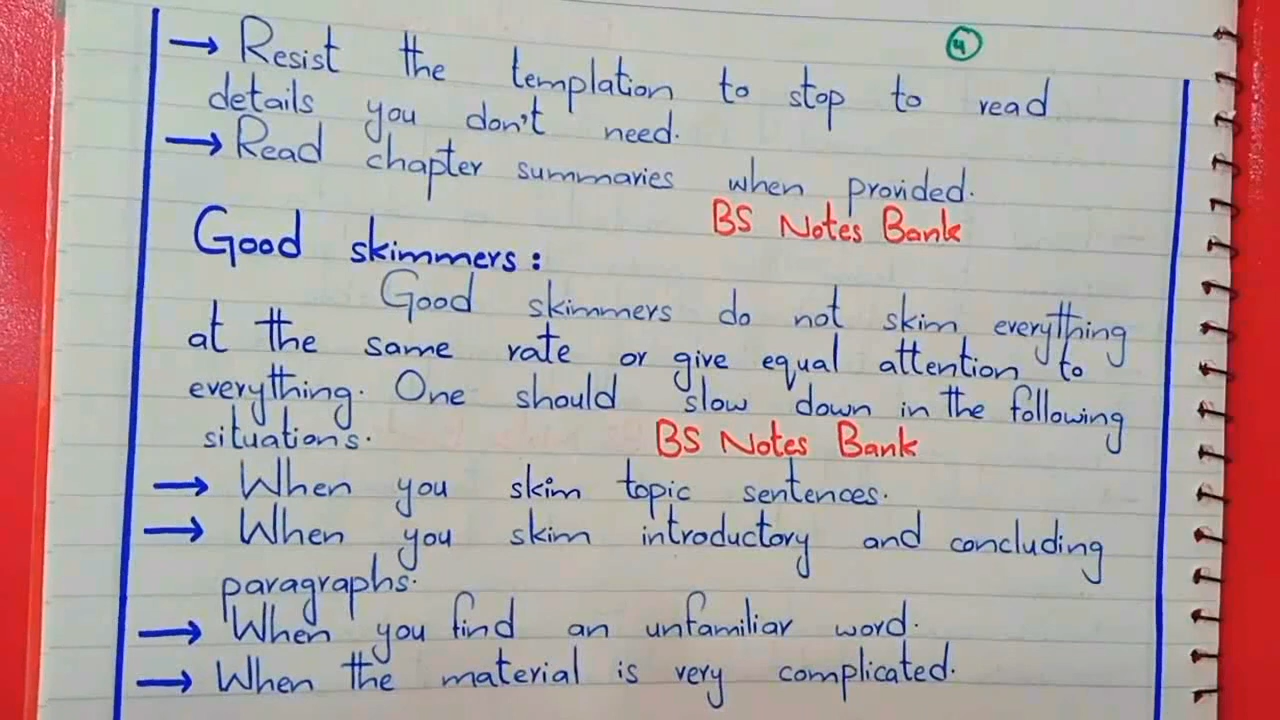 4
→ Resist the templation to stop to read
details you don't need.
→ Read chapter summaries when provided.
BS Notes Bank
Good skimmers:
Good skimmers do not skim everything
at the same rate or give equal attention to
everything. One should slow down in the following
situations.
BS Notes Bank
→ When you skim topic sentences.
→ When you skim introductory and concluding
paragraphs.
→ When you find an unfamiliar word.
→ When the material is very complicated.